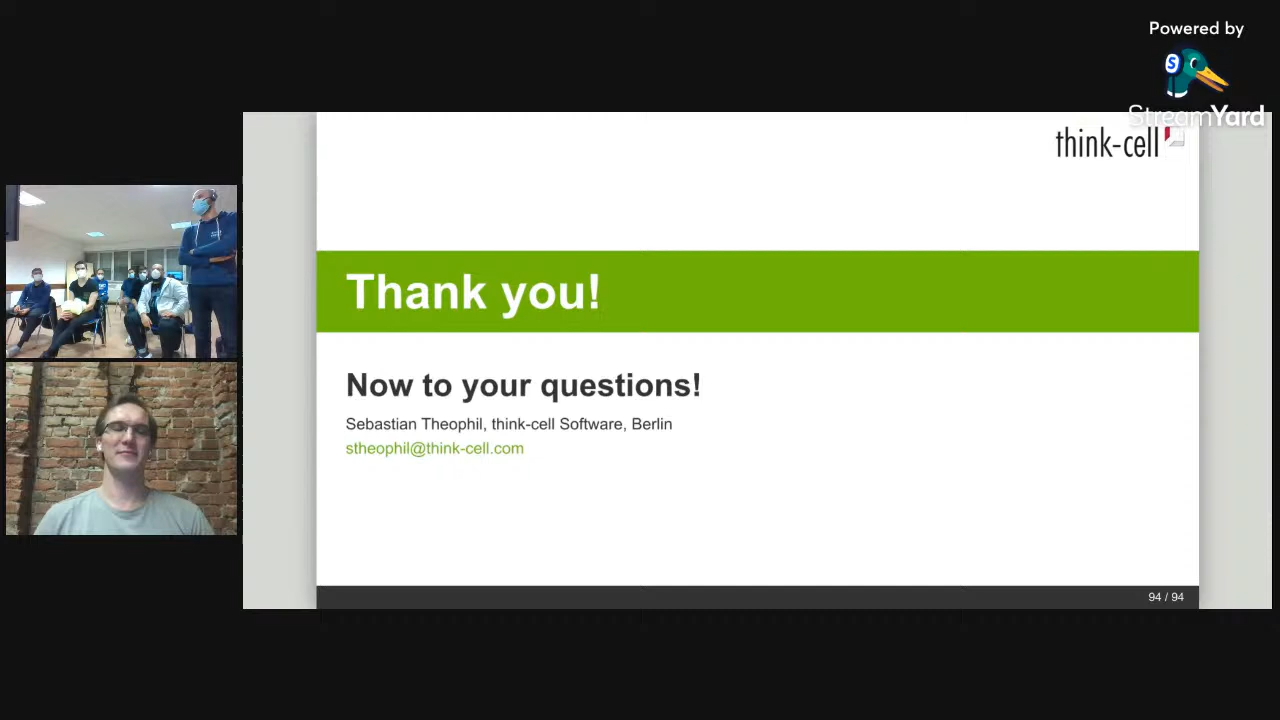 Powered by
StreamYard
think-cell
Thank you!
Now to your questions!
Sebastian Theophil, think-cell Software, Berlin
stheophil@think-cell.com
94 / 94